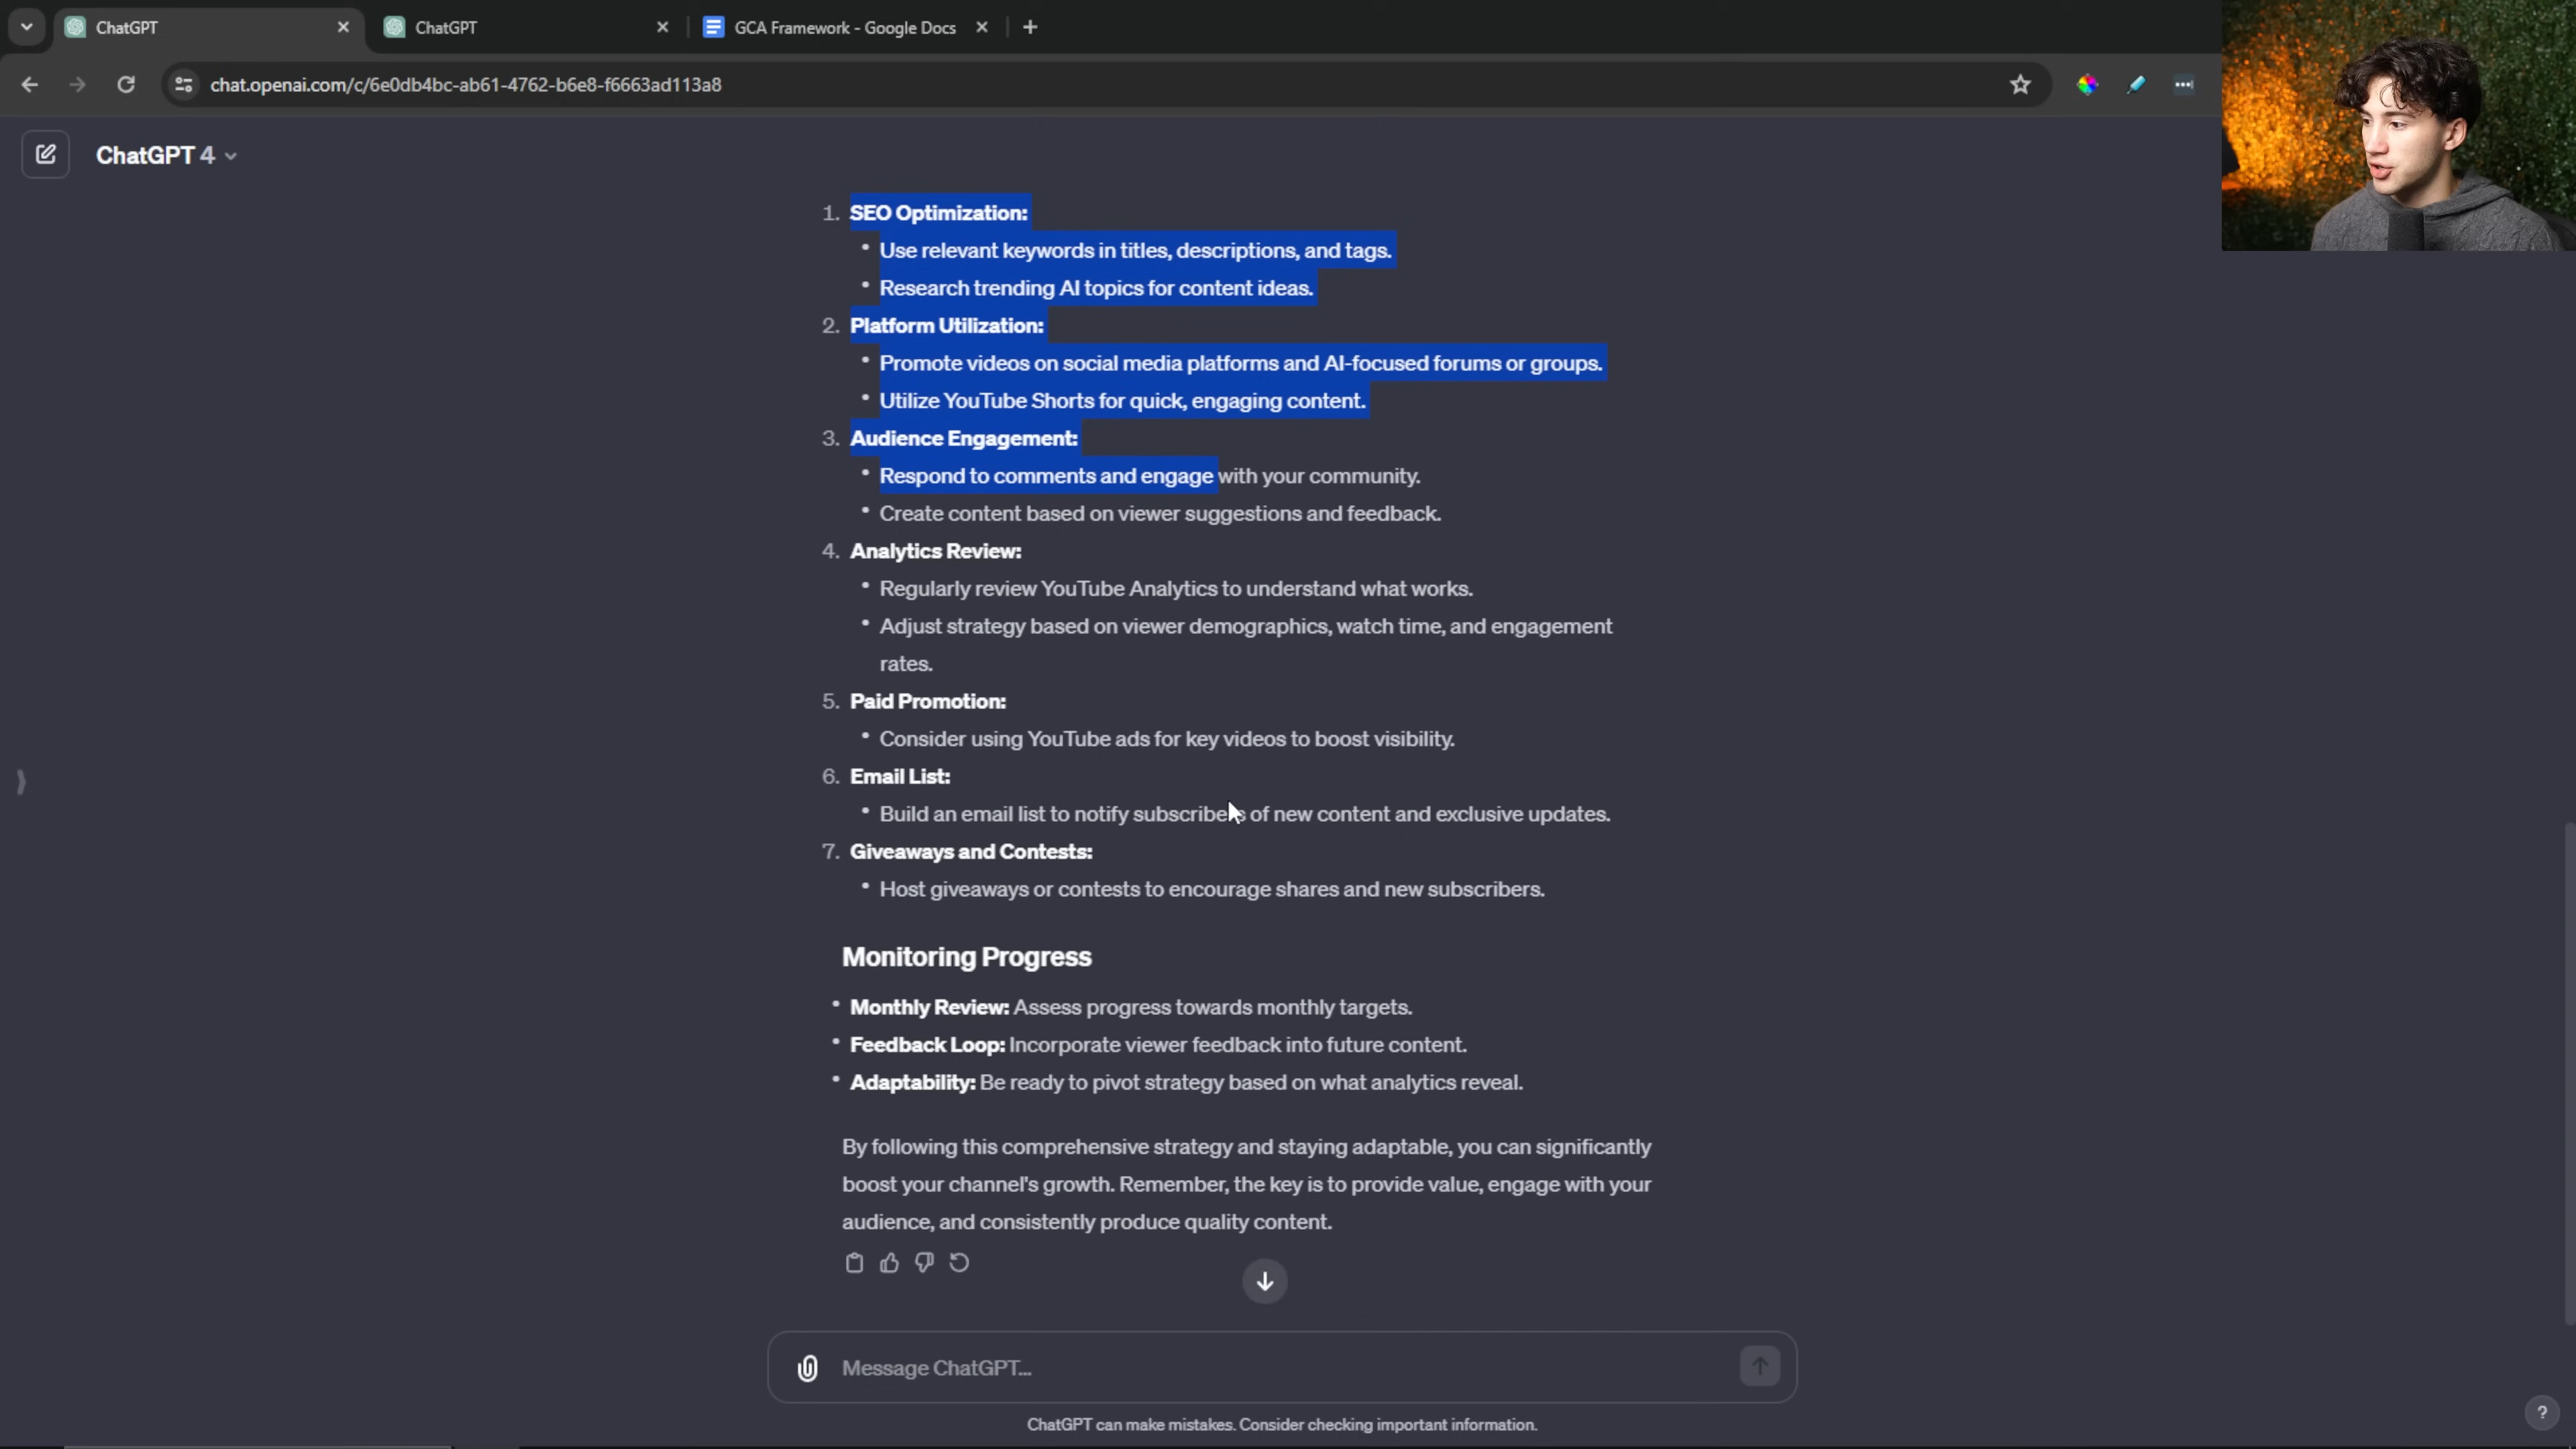 ChatGPT
ChatGPT
GCA Framework - Google Docs
chat.openai.com/c/6e0db4bc-ab61-4762-b6e8-f6663ad113a8
ChatGPT 4
1. SEO Optimization:
• Use relevant keywords in titles, descriptions, and tags.
• Research trending AI topics for content ideas.
2. Platform Utilization:
• Promote videos on social media platforms and AI-focused forums or groups.
• Utilize YouTube Shorts for quick, engaging content.
3. Audience Engagement:
• Respond to comments and engage with your community.
• Create content based on viewer suggestions and feedback.
4. Analytics Review:
• Regularly review YouTube Analytics to understand what works.
• Adjust strategy based on viewer demographics, watch time, and engagement
rates.
5. Paid Promotion:
• Consider using YouTube ads for key videos to boost visibility.
6. Email List:
• Build an email list to notify subscribers of new content and exclusive updates.
7. Giveaways and Contests:
• Host giveaways or contests to encourage shares and new subscribers.
Monitoring Progress
• Monthly Review: Assess progress towards monthly targets.
• Feedback Loop: Incorporate viewer feedback into future content.
• Adaptability: Be ready to pivot strategy based on what analytics reveal.
By following this comprehensive strategy and staying adaptable, you can significantly
boost your channel's growth. Remember, the key is to provide value, engage with your
audience, and consistently produce quality content.
Message ChatGPT...
ChatGPT can make mistakes. Consider checking important information.
?